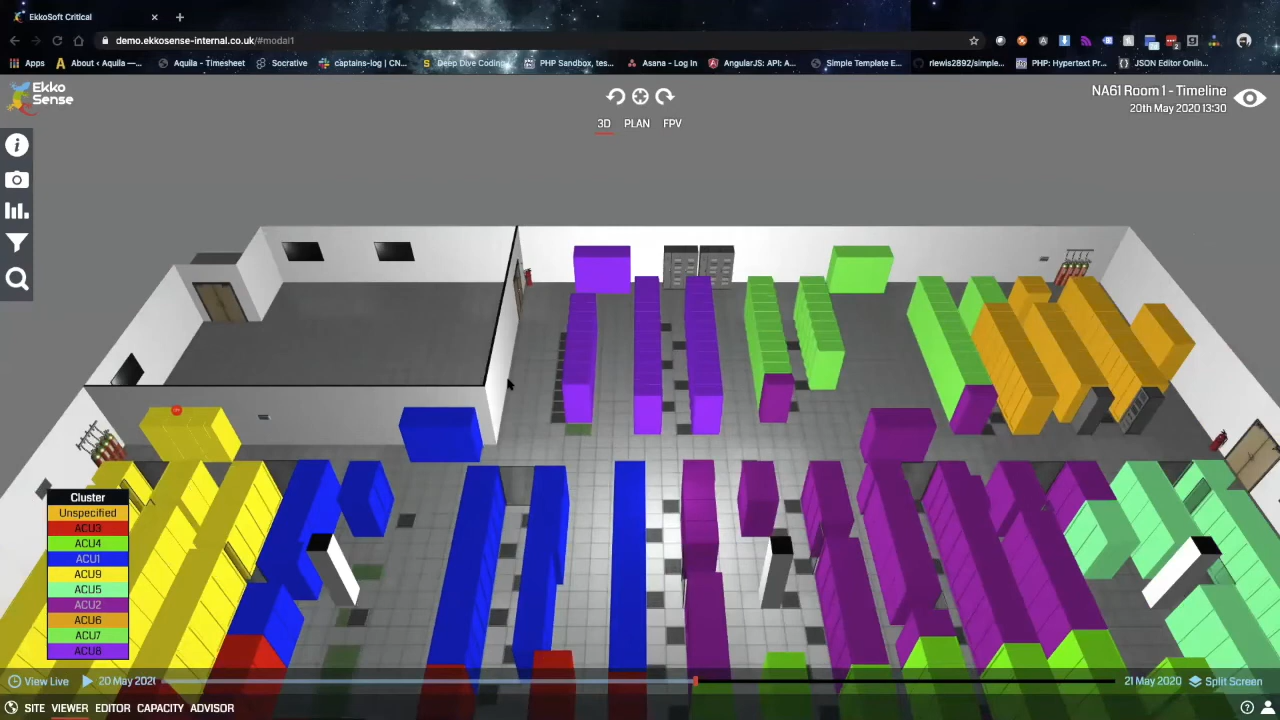 EkkoSoft Critical
demo.ekkosense-internal.co.uk/#modal1
Apps
About ‹ Aquila —...
Aquila - Timesheet
Socrative
captains-log | CN...
Deep Dive Coding...
PHP Sandbox, tes...
Asana - Log In
AngularJS: API: A...
Simple Template E...
rlewis2892/simple...
PHP: Hypertext Pr...
JSON Editor Onlin...
Ekko
Sense
NA61 Room 1 - Timeline
20th May 2020 13:30
3D PLAN FPV
Cluster
Unspecified
ACU3
ACU4
ACU1
ACU9
ACU5
ACU2
ACU6
ACU7
ACU8
View Live
20 May 202
21 May 2020
Split Screen
SITE VIEWER EDITOR CAPACITY ADVISOR